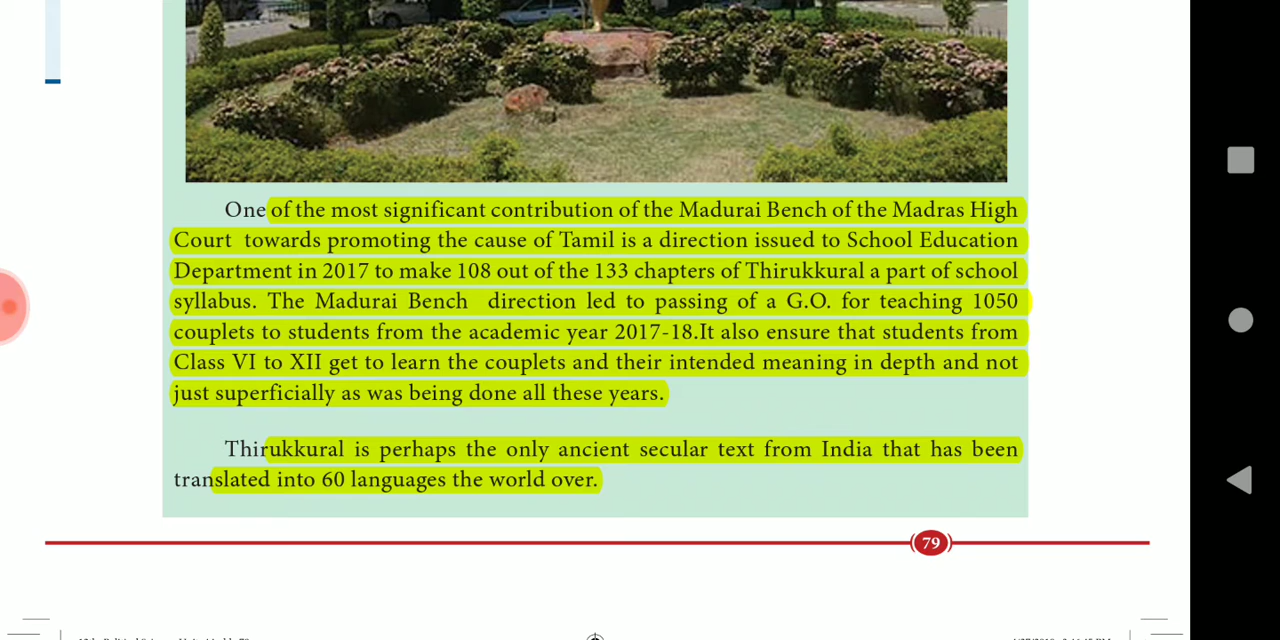 One of the most significant contribution of the Madurai Bench of the Madras High
Court towards promoting the cause of Tamil is a direction issued to School Education
Department in 2017 to make 108 out of the 133 chapters of Thirukkural a part of school
syllabus. The Madurai Bench direction led to passing of a G.O. for teaching 1050
couplets to students from the academic year 2017-18.It also ensure that students from
Class VI to XII get to learn the couplets and their intended meaning in depth and not
just superficially as was being done all these years.
Thirukkural is perhaps the only ancient secular text from India that has been
translated into 60 languages the world over.
79